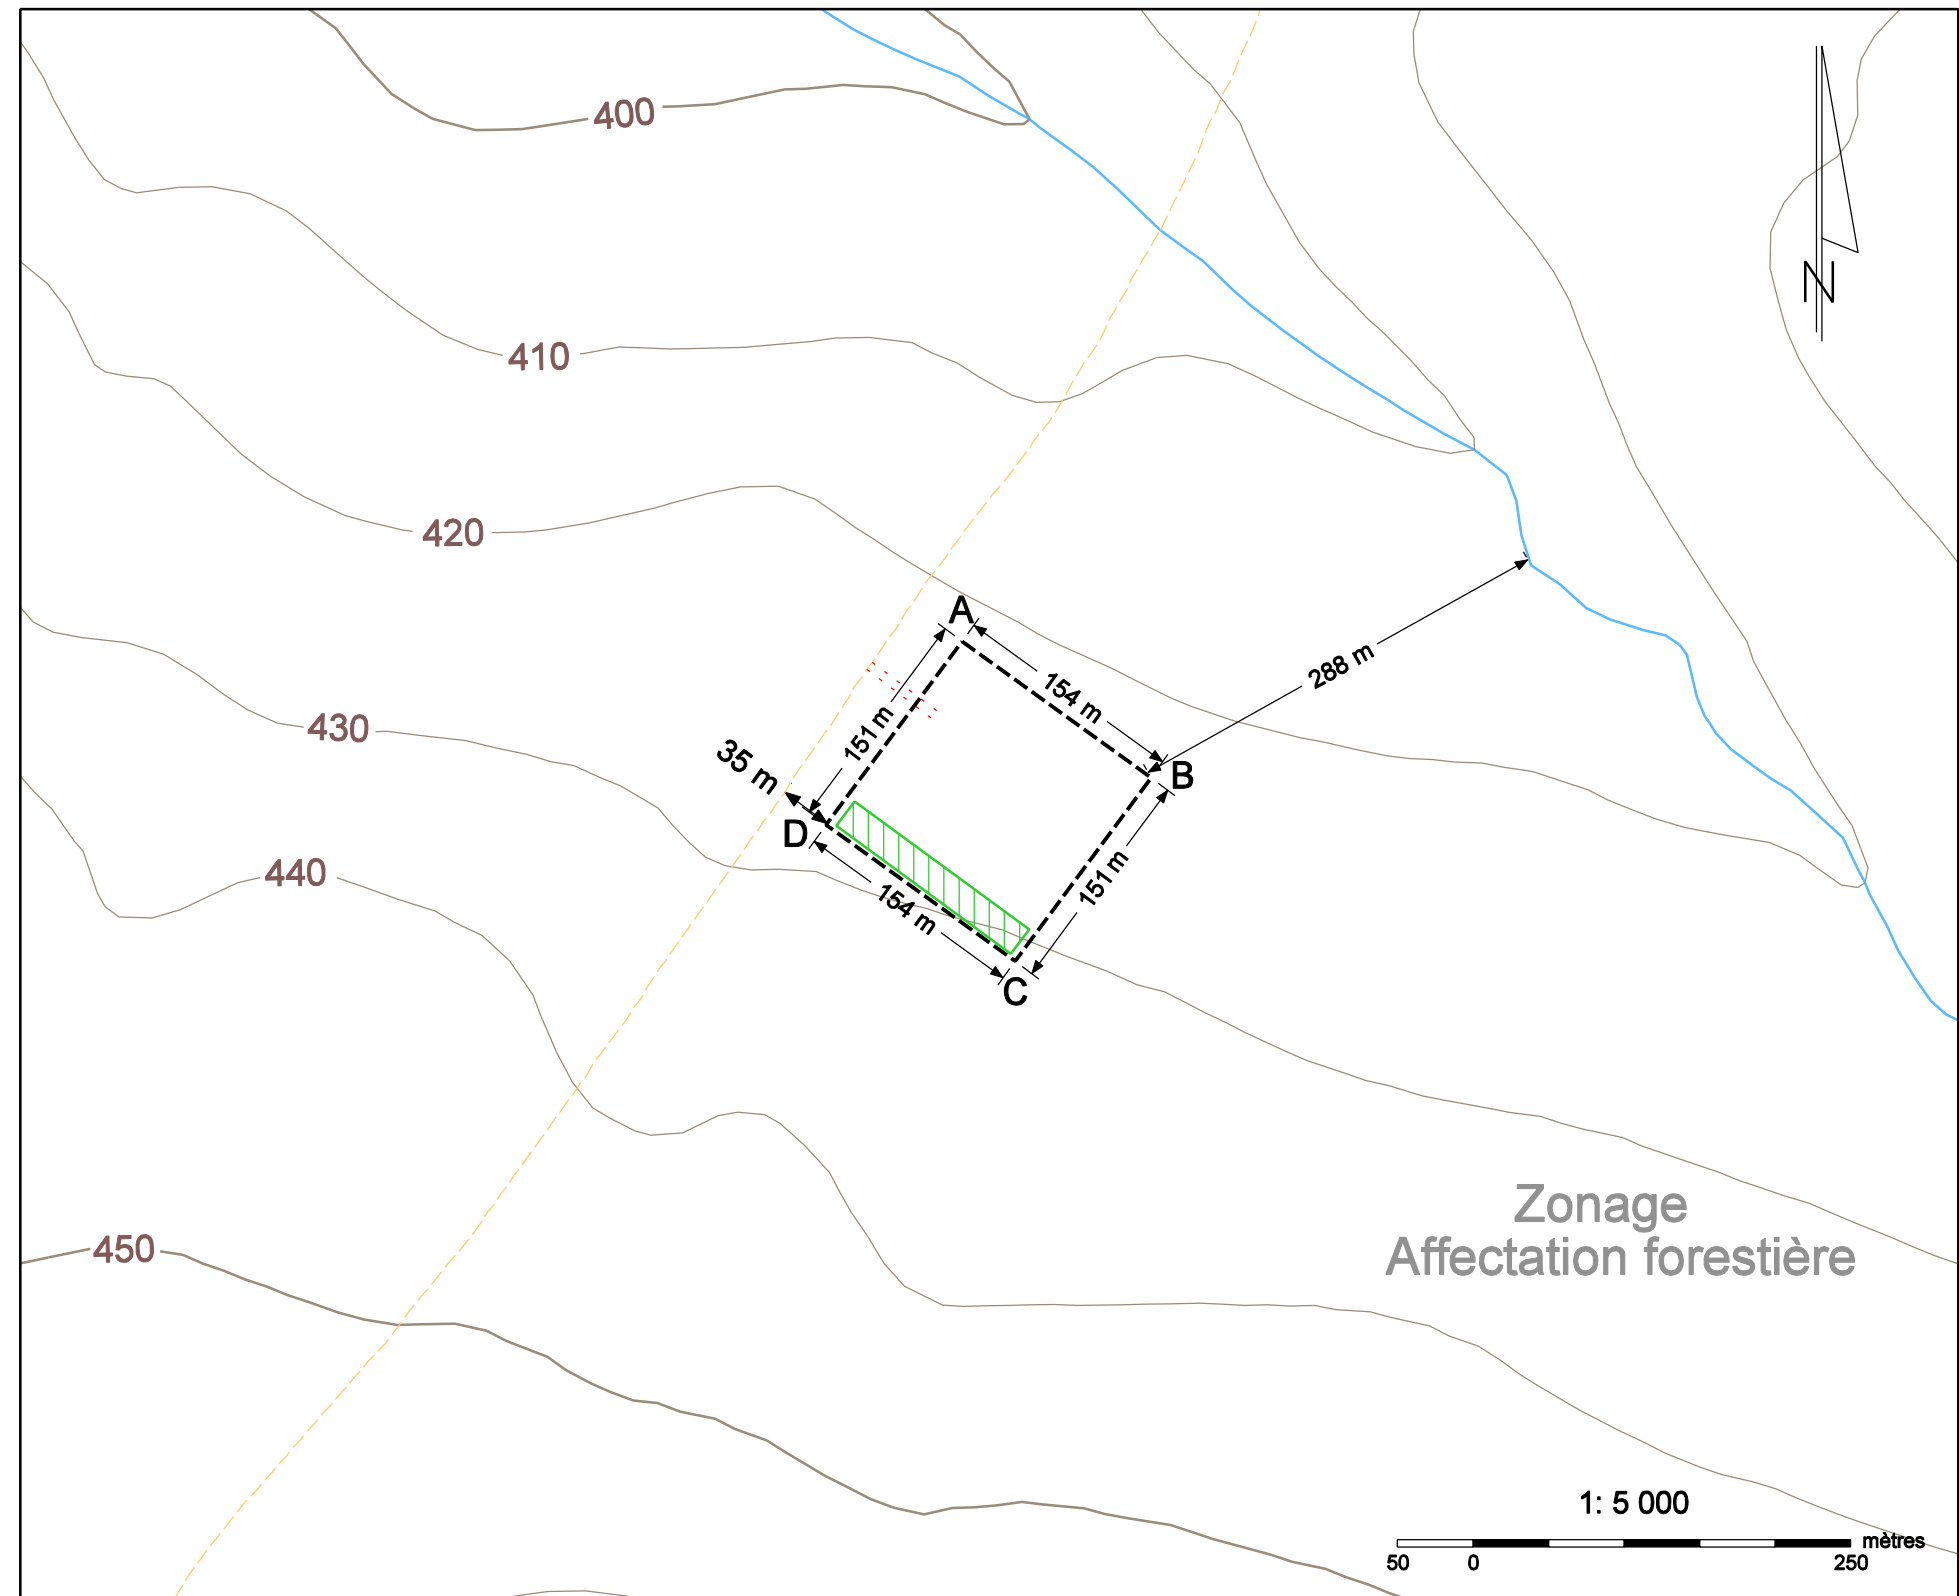 400
N
410
420
A
154 m
288 m
430
151 m
35 m
B
D
151 m
440
154 m
C
Zonage
450
Affectation forestière
1: 5 000
mètres
50 0 250